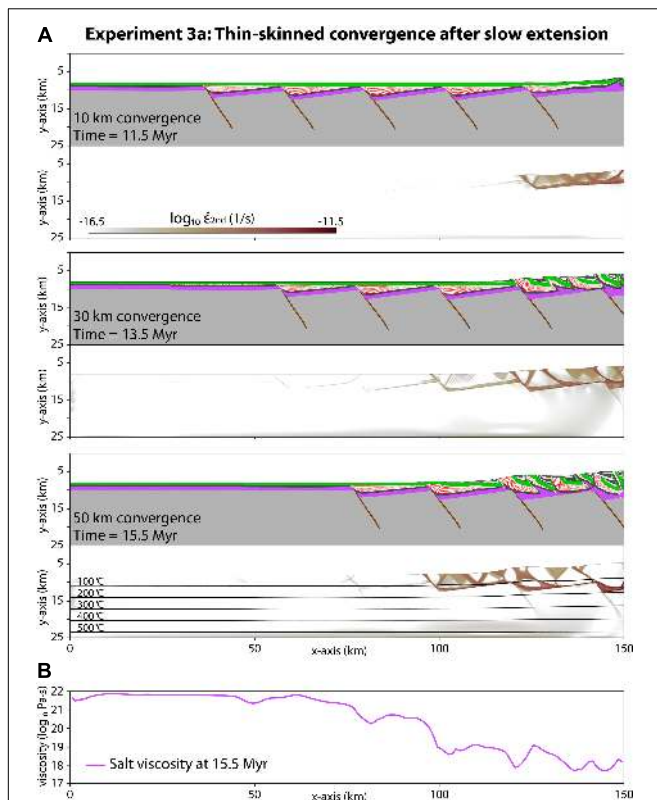 A Experiment 3a: Thin-skinned convergence after slow extension
5
15
25
y-axis (km)
10 km convergence
Time = 11.5 Myr
5
15
25
y-axis (km)
log₁₀ ε̇₂ₙd (1/s)
-16.5
-11.5
5
15
25
y-axis (km)
30 km convergence
Time = 13.5 Myr
5
15
25
y-axis (km)
5
15
25
y-axis (km)
50 km convergence
Time = 15.5 Myr
5
15
25
y-axis (km)
100°C
200°C
300°C
400°C
500°C
0 50 100 150
x-axis (km)
B
22
21
20
19
18
17
viscosity (log Pa·s)
Salt viscosity at 15.5 Myr
0 50 100 150
x-axis (km)